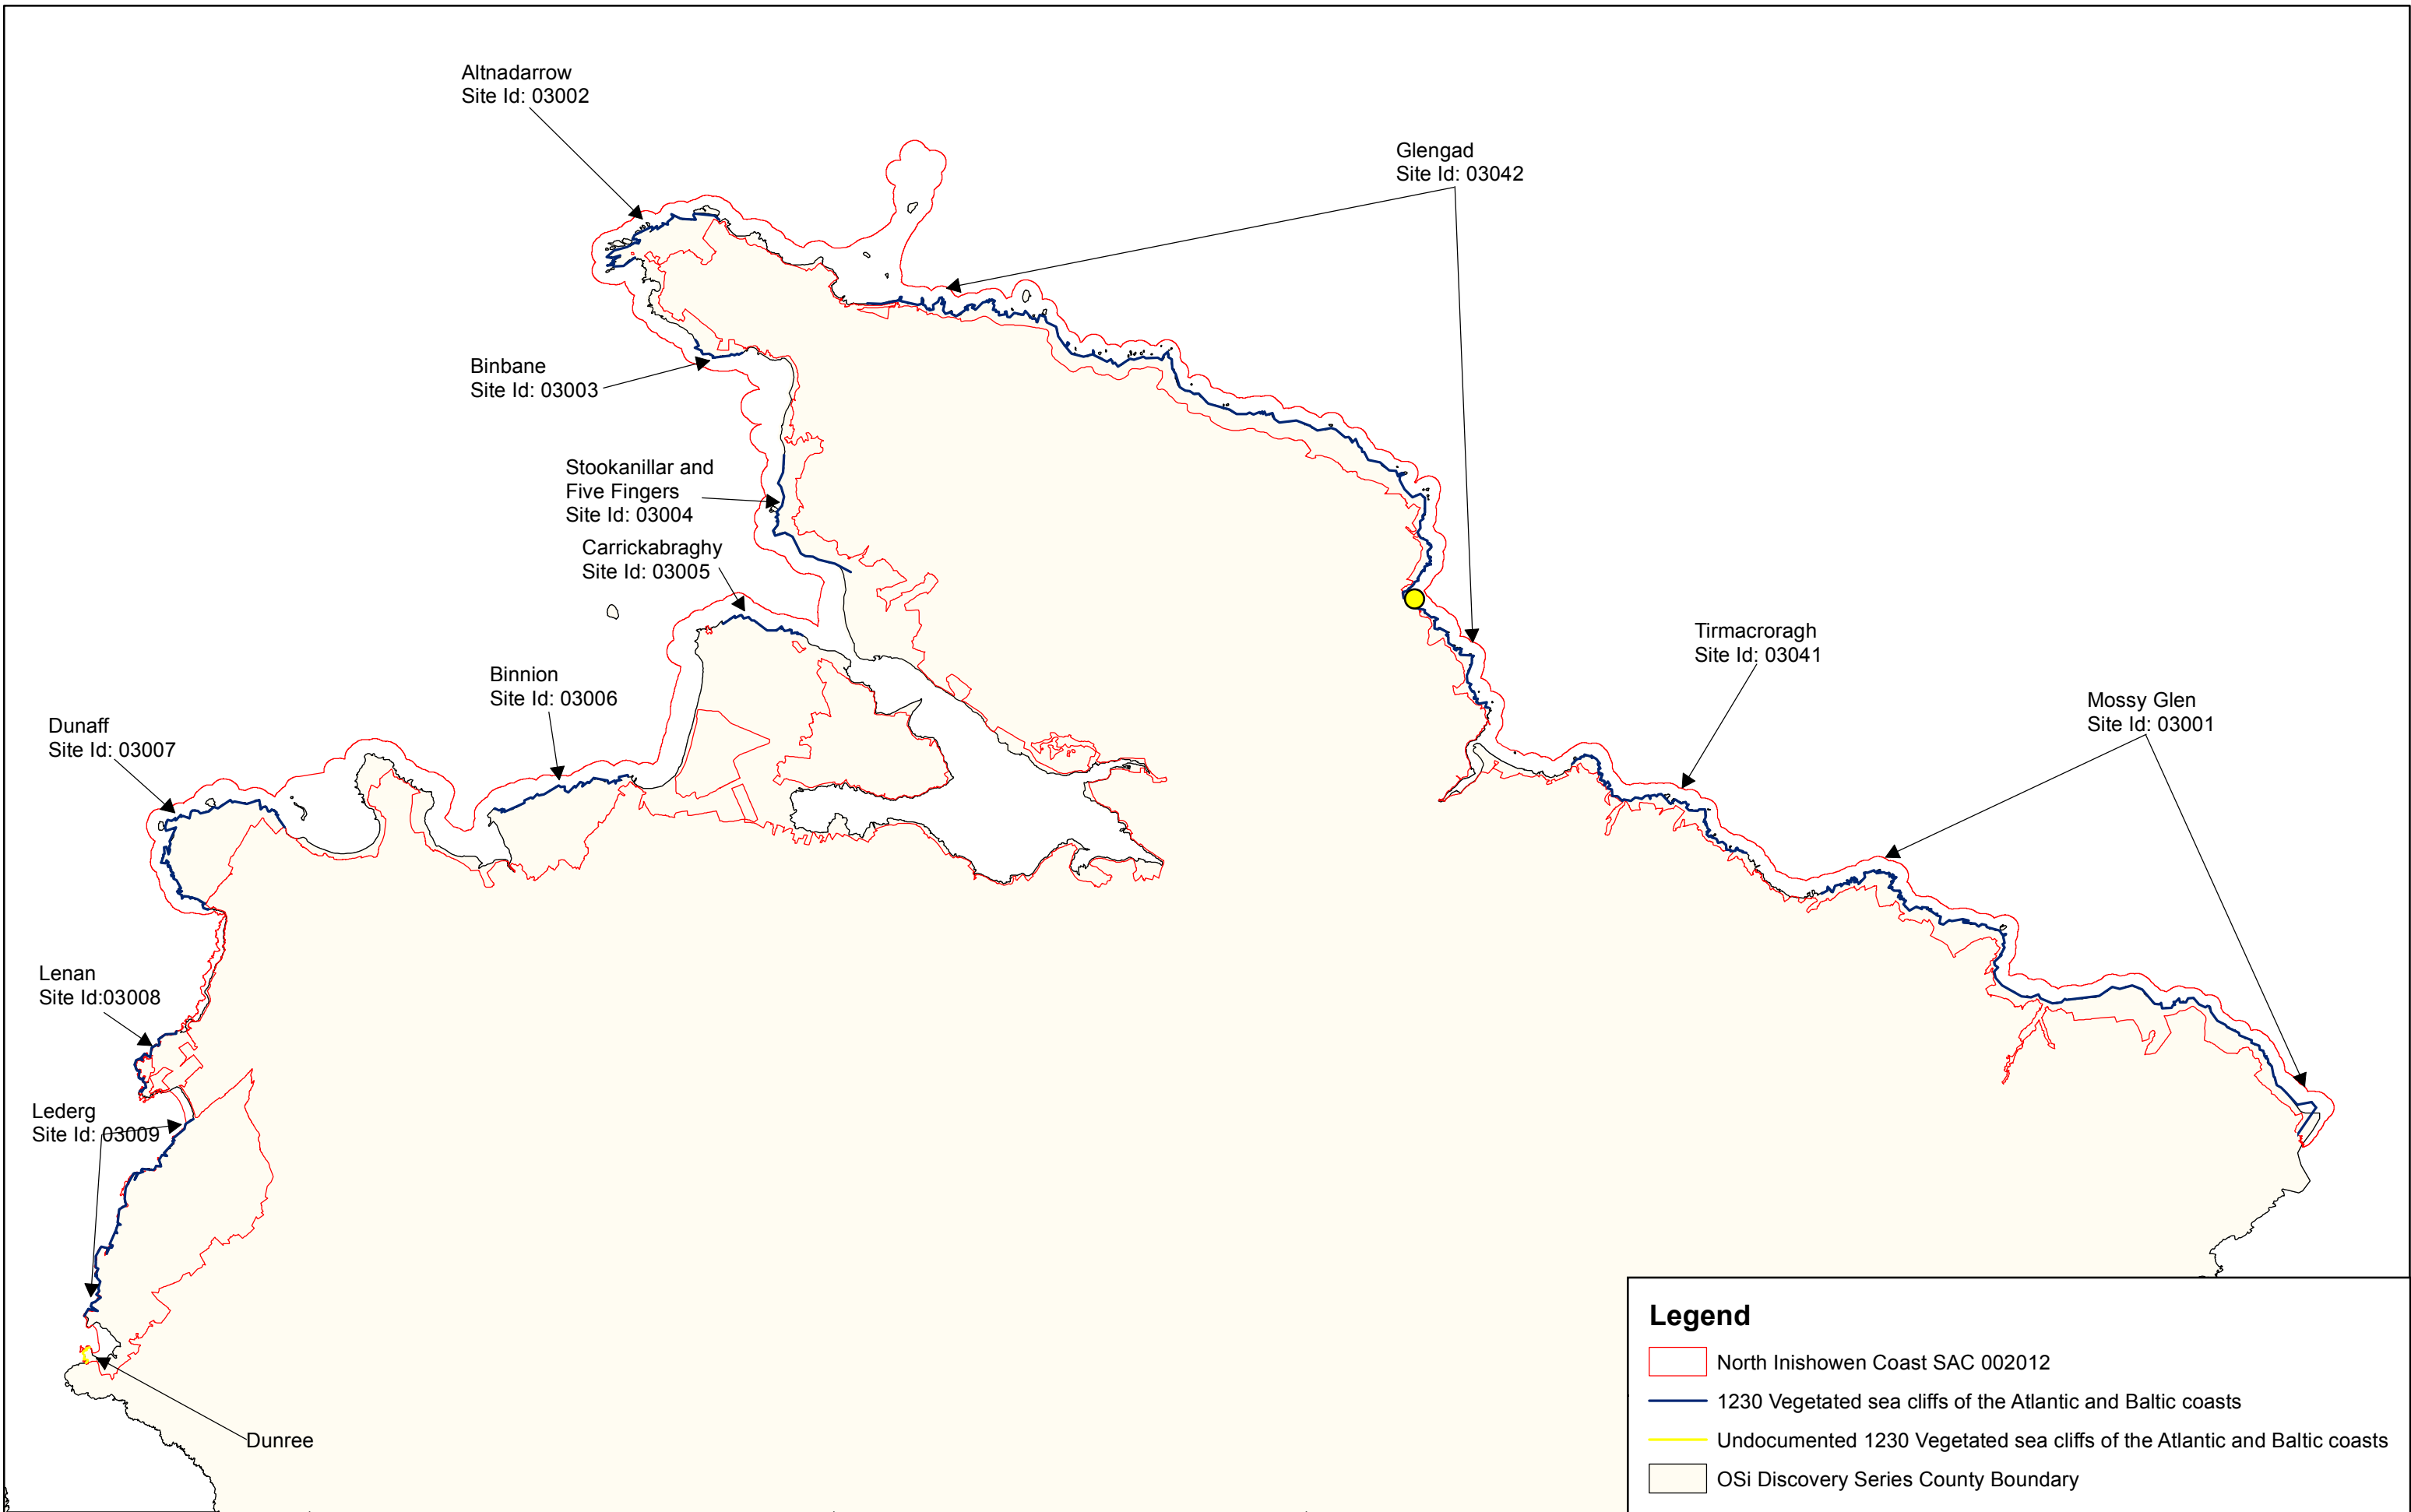 Altnadarrow
Site Id: 03002
Glengad
Site Id: 03042
Binbane
Site Id: 03003
Stookanillar and
Five Fingers
Site Id: 03004
Carrickabraghy
Site Id: 03005
Tirmacroragh
Site Id: 03041
Binnion
Site Id: 03006
Mossy Glen
Site Id: 03001
Dunaff
Site Id: 03007
Lenan
Site Id:03008
Lederg
Site Id: 03009
Dunree
Legend
North Inishowen Coast SAC 002012
1230 Vegetated sea cliffs of the Atlantic and Baltic coasts
Undocumented 1230 Vegetated sea cliffs of the Atlantic and Baltic coasts
OSi Discovery Series County Boundary